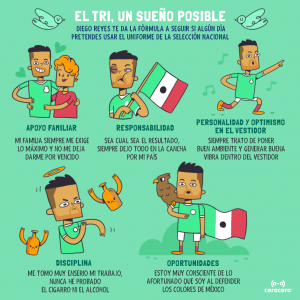 EL TRI, UN SUEÑO POSIBLE
DIEGO REYES TE DA LA FÓRMULA A SEGUIR SI ALGÚN DÍA
PRETENDES USAR EL UNIFORME DE LA SELECCIÓN NACIONAL
APOYO FAMILIAR
MI FAMILIA SIEMPRE ME EXIGE
LO MÁXIMO Y NO ME DEJA
DARME POR VENCIDO
RESPONSABILIDAD
SEA CUAL SEA EL RESULTADO,
SIEMPRE DEJO TODO EN LA CANCHA
POR MI PAÍS
PERSONALIDAD Y OPTIMISMO
EN EL VESTIDOR
SIEMPRE TRATO DE PONER
BUEN AMBIENTE Y GENERAR BUENA
VIBRA DENTRO DEL VESTIDOR
DISCIPLINA
ME TOMO MUY ENSERIO MI TRABAJO,
NUNCA HE PROBADO
EL CIGARRO NI EL ALCOHOL
OPORTUNIDADES
ESTOY MUY CONSCIENTE DE LO
AFORTUNADO QUE SOY AL DEFENDER
LOS COLORES DE MÉXICO
cerocero